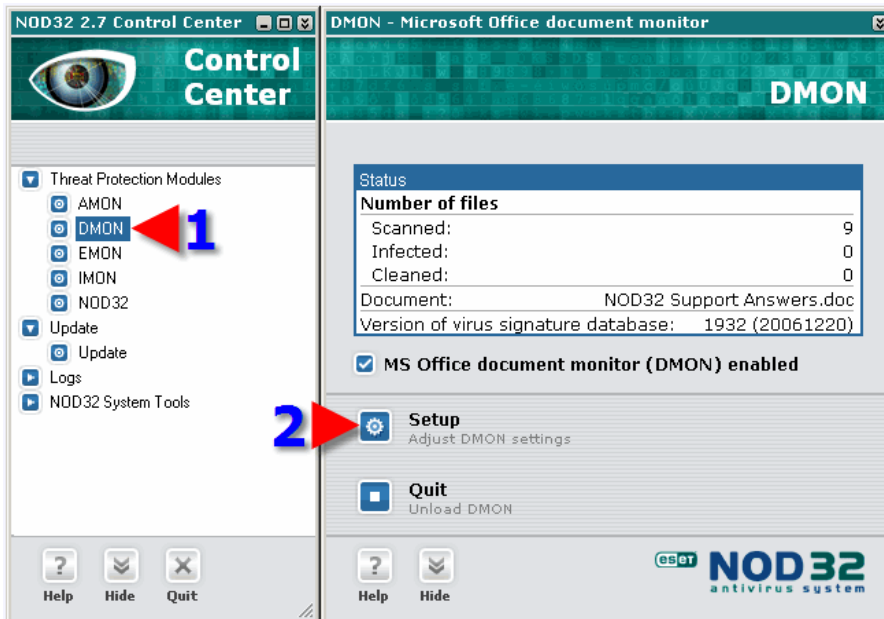 NOD32 2.7 Control Center
Control
Center
Threat Protection Modules
AMON
DMON
1
EMON
IMON
NOD32
Update
Update
Logs
NOD32 System Tools
?
Help
Hide
Quit
DMON - Microsoft Office document monitor
DMON
Status
Number of files
Scanned: 9
Infected: 0
Cleaned: 0
Document: NOD32 Support Answers.doc
Version of virus signature database: 1932 (20061220)
MS Office document monitor (DMON) enabled
2
Setup
Adjust DMON settings
Quit
Unload DMON
?
Help
Hide
eseT NOD32
antivirus system